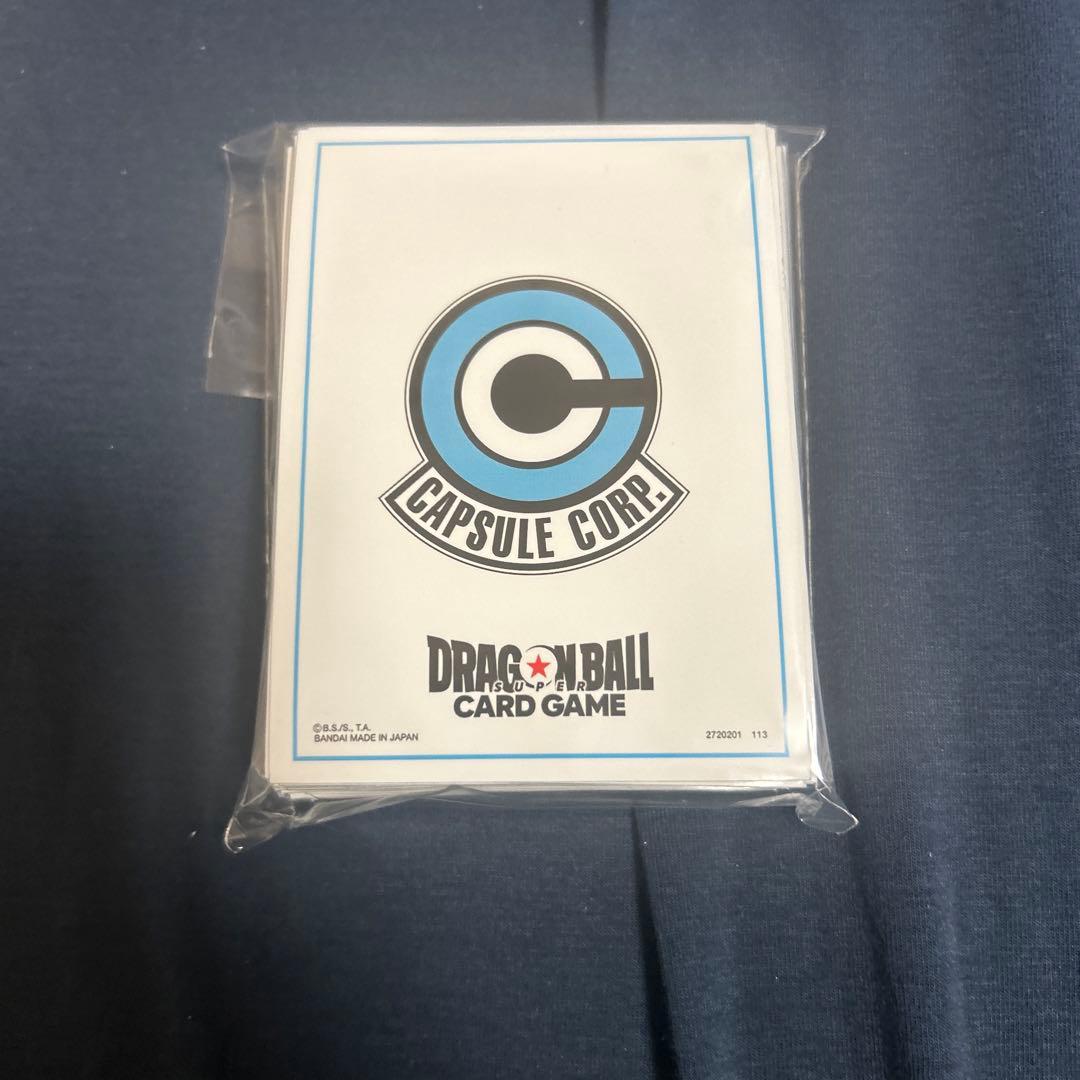 CAPSULE CORP.
DRAGON BALL
SUPER
CARD GAME
©B.S./S., T.A.
BANDAI MADE IN JAPAN
2720201 113